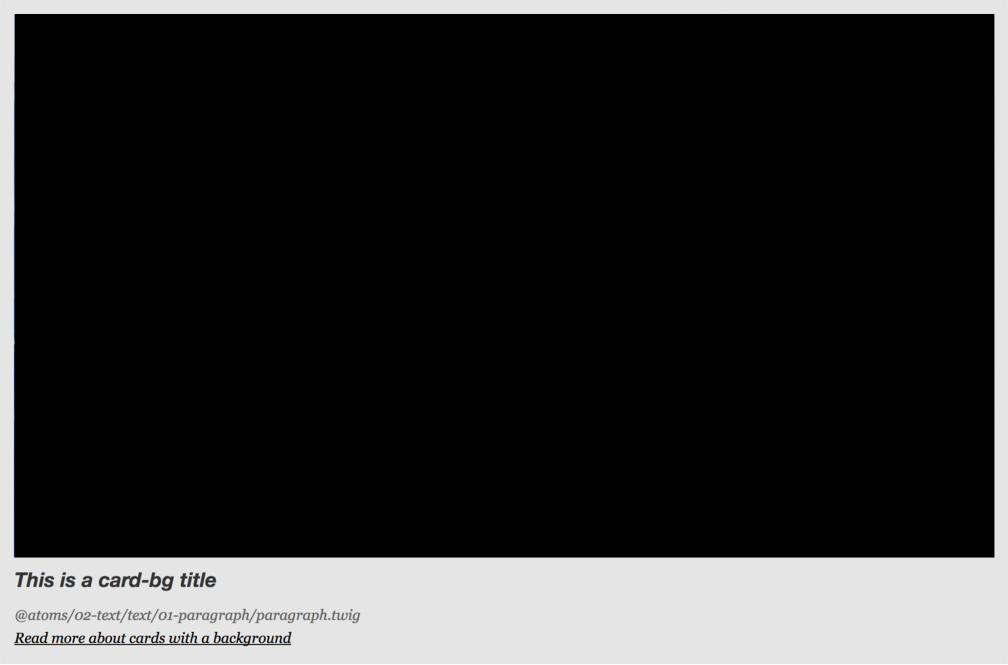 This is a card-bg title
@atoms/02-text/text/01-paragraph/paragraph.twig
Read more about cards with a background